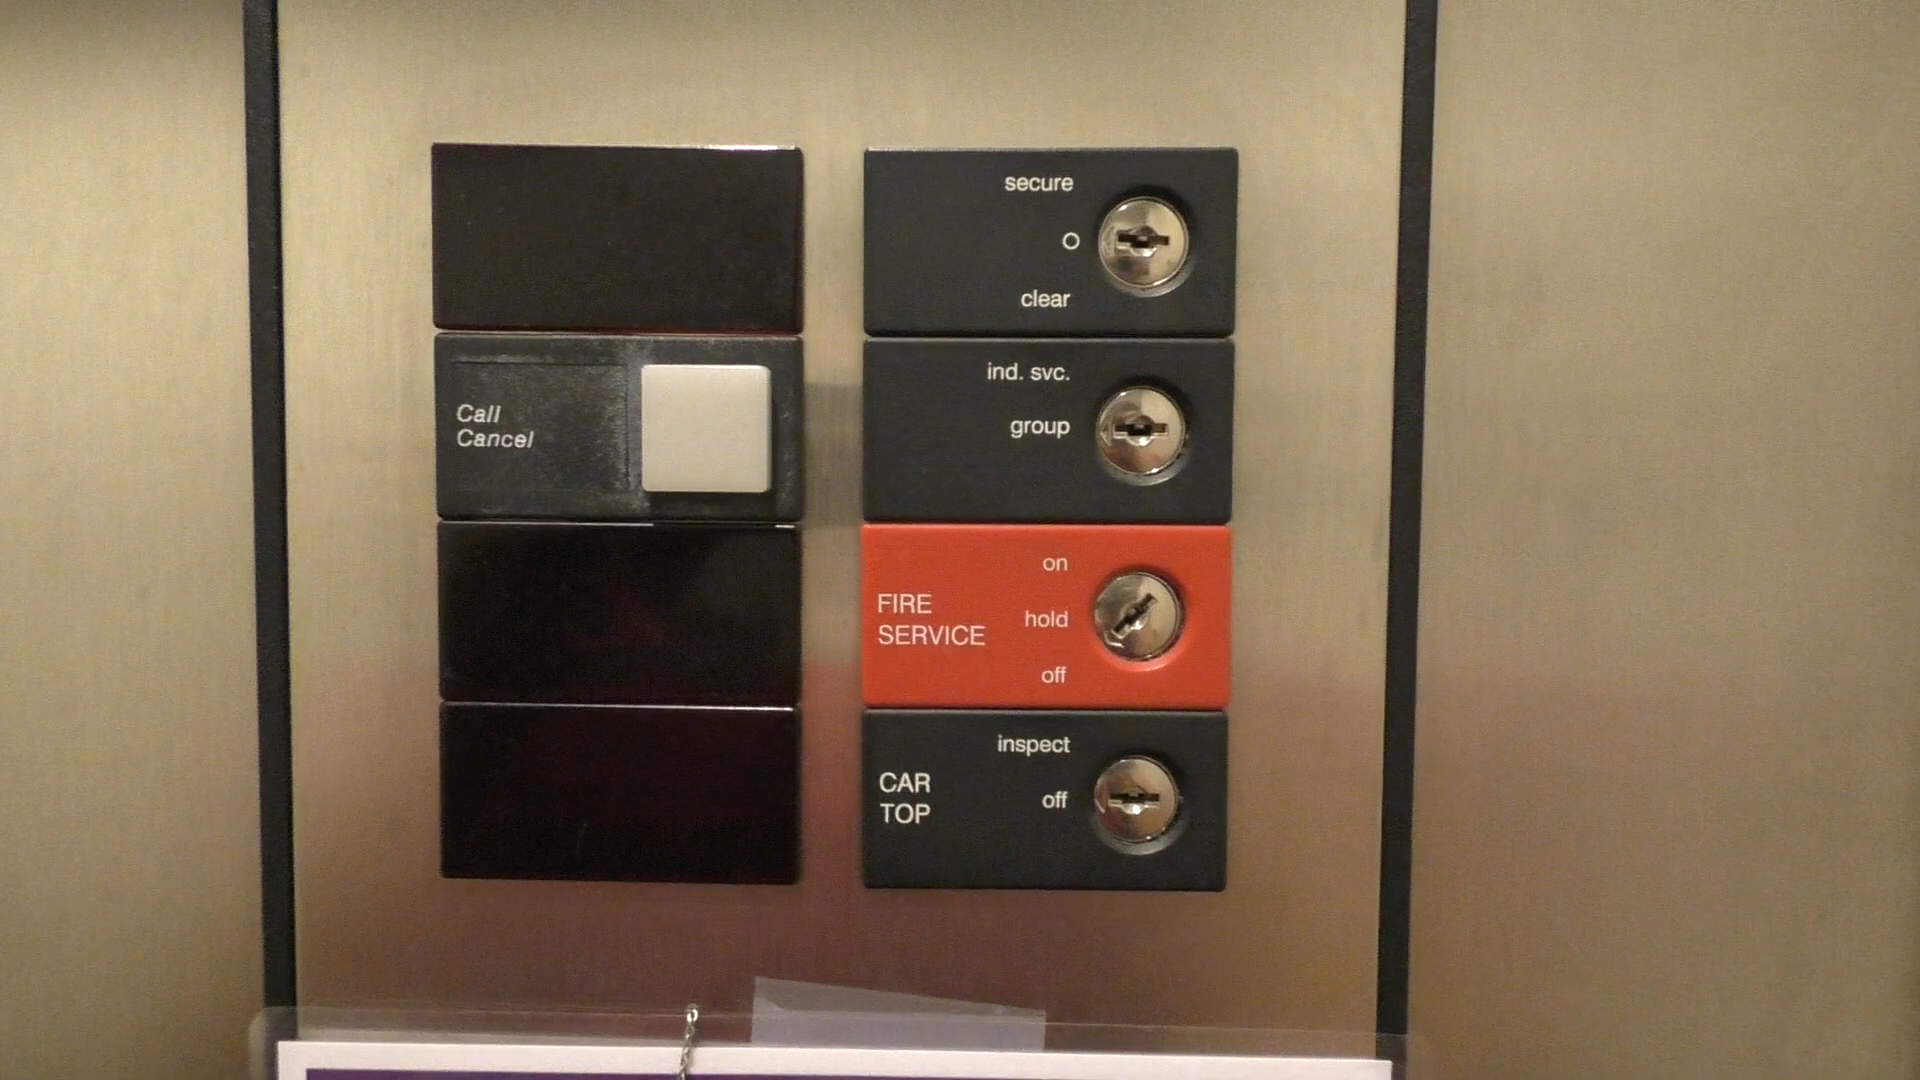 Call
Cancel
secure
O
clear
ind. svc.
group
on
FIRE
SERVICE
hold
off
inspect
CAR
TOP
off